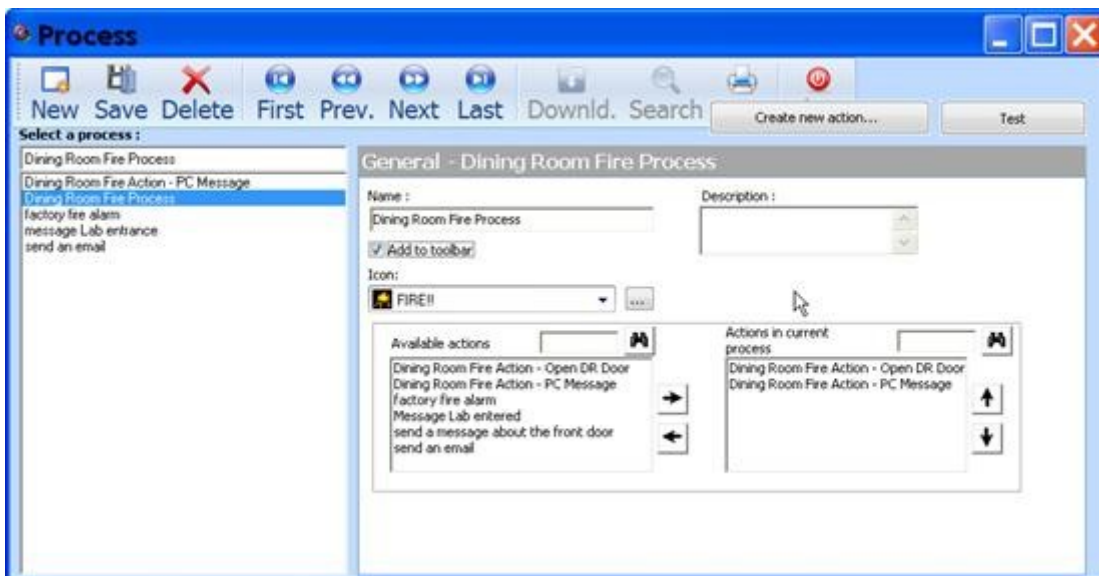 Process
New Save Delete First Prev. Next Last Downld. Search
Create new action...
Test
Select a process :
Dining Room Fire Process
Dining Room Fire Action - PC Message
Dining Room Fire Process
factory fire alarm
message Lab entrance
send an email
General - Dining Room Fire Process
Name :
Description :
Dining Room Fire Process
Add to toolbar
Icon:
FIRE!!
...
Available actions
Actions in current
process
Dining Room Fire Action - Open DR Door
Dining Room Fire Action - PC Message
factory fire alarm
Message Lab entered
send a message about the front door
send an email
Dining Room Fire Action - Open DR Door
Dining Room Fire Action - PC Message